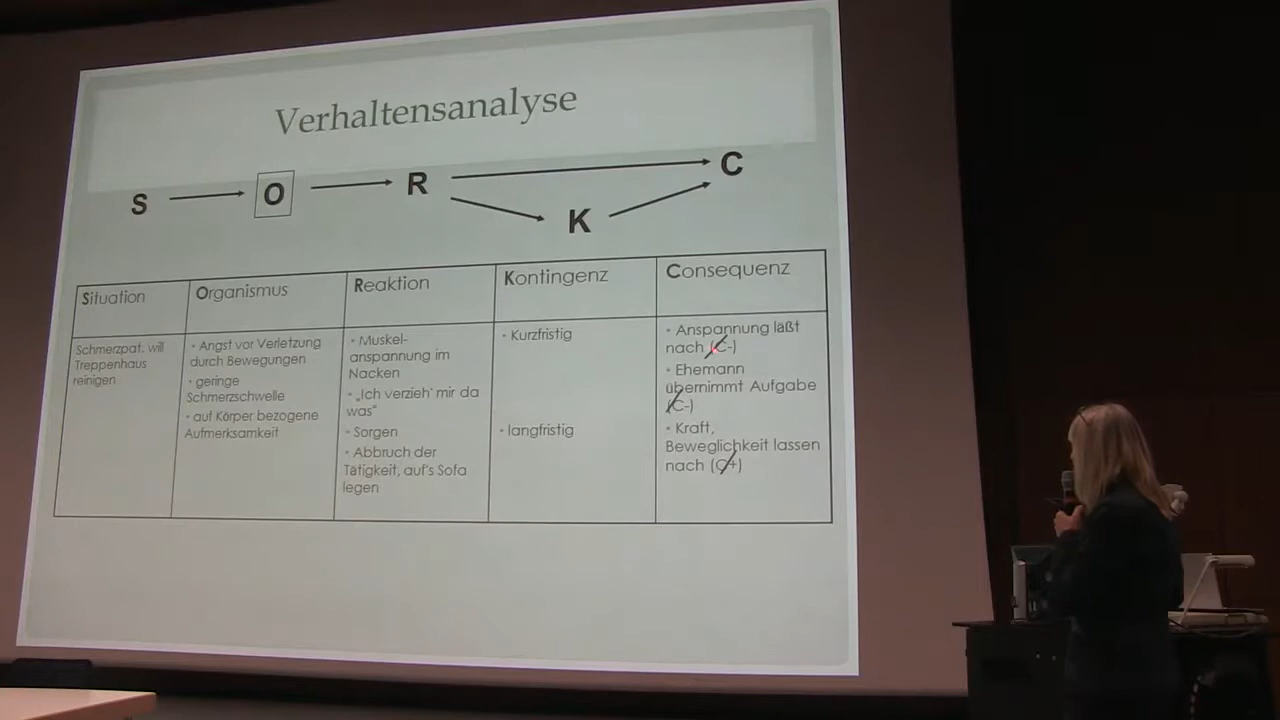 Verhaltensanalyse
S
O
R
K
C
Situation
Organismus
Reaktion
Kontingenz
Consequenz
Schmerzpat. will
Treppenhaus
reinigen
• Angst vor Verletzung
durch Bewegungen
• geringe
Schmerzschwelle
• auf Körper bezogene
Aufmerksamkeit
• Muskel-
anspannung im
Nacken
• „Ich verzieh' mir da
was“
• Sorgen
• Abbruch der
Tätigkeit, auf's Sofa
legen
• Kurzfristig
• langfristig
• Anspannung läßt
nach (C̸-)
• Ehemann
übernimmt Aufgabe
(C̸-)
• Kraft,
Beweglichkeit lassen
nach (C̸+)